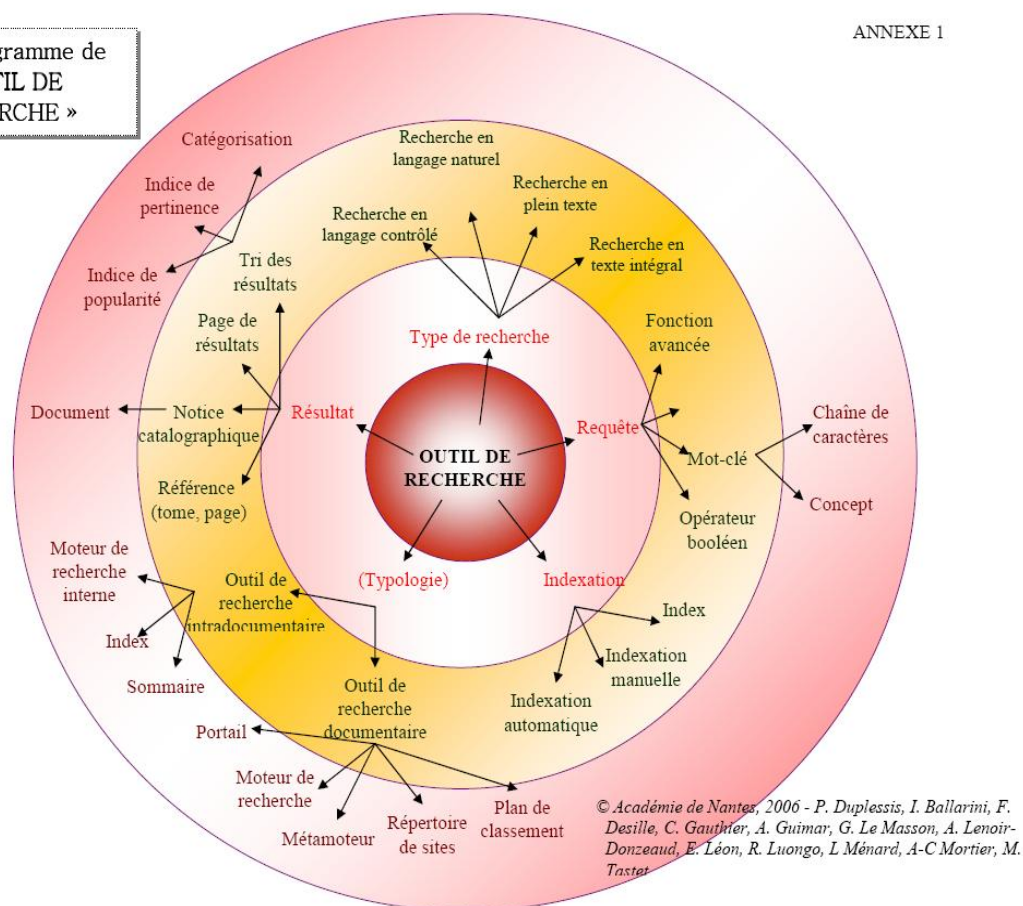 ANNEXE 1
gramme de
TIL DE
RCHE »
Catégorisation
Indice de
pertinence
Indice de
popularité
Recherche en
langage naturel
Recherche en
plein texte
Recherche en
langage contrôlé
Recherche en
texte intégral
Tri des
résultats
Page de
résultats
Fonction
avancée
Type de recherche
Document
Notice
catalographique
Résultat
Requête
Chaîne de
caractères
OUTIL DE
RECHERCHE
Mot-clé
Référence
(tome, page)
Concept
Opérateur
booléen
Moteur de
recherche
interne
Outil de
recherche
intradocumentaire
(Typologie)
Indexation
Index
Index
Sommaire
Indexation
manuelle
Outil de
recherche
documentaire
Indexation
automatique
Portail
Moteur de
recherche
Métamoteur
Répertoire
de sites
Plan de
classement
© Académie de Nantes, 2006 - P. Duplessis, I. Ballarini, F.
Desille, C. Gauthier, A. Guimar, G. Le Masson, A. Lenoir-
Donzeaud, E. Léon, R. Luongo, L Ménard, A-C Mortier, M.
Tastet